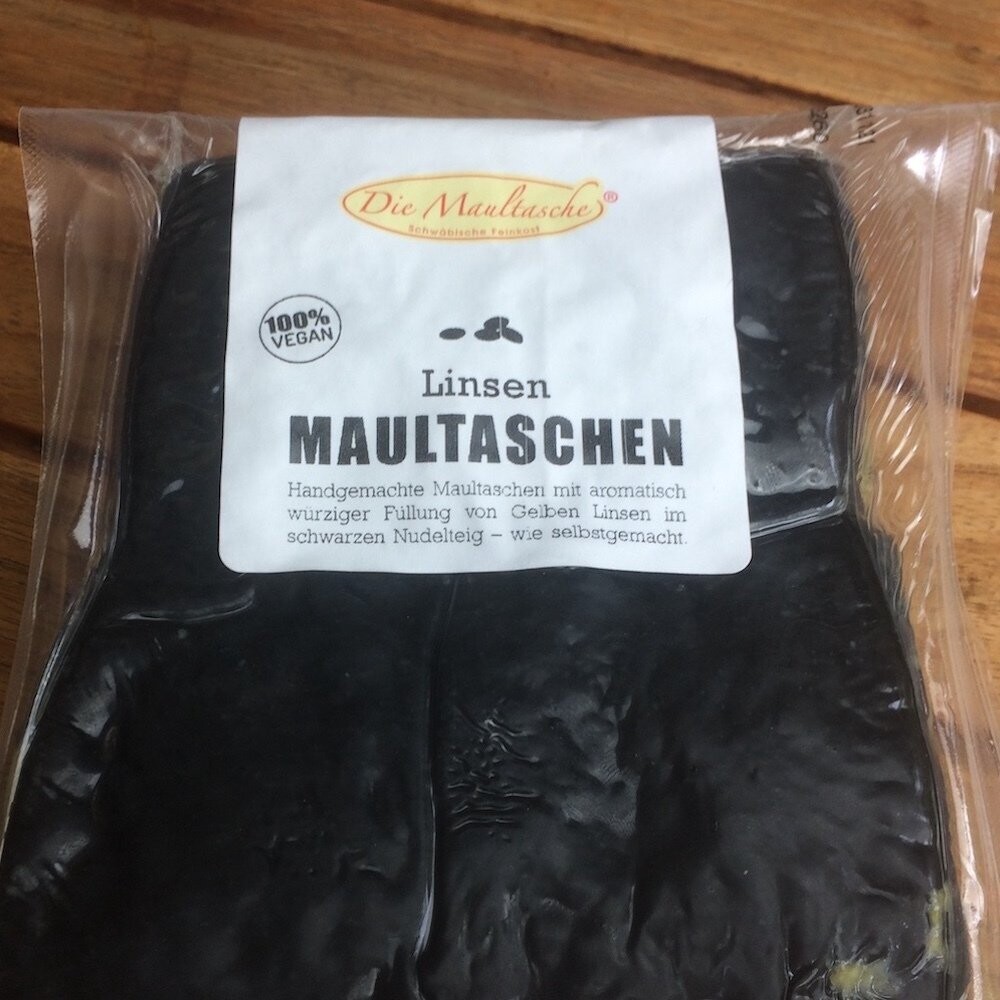 Die Maultasche®
Schwäbische Feinkost
100%
VEGAN
Linsen
MAULTASCHEN
Handgemachte Maultaschen mit aromatisch
würziger Füllung von Gelben Linsen im
schwarzen Nudelteig – wie selbstgemacht.